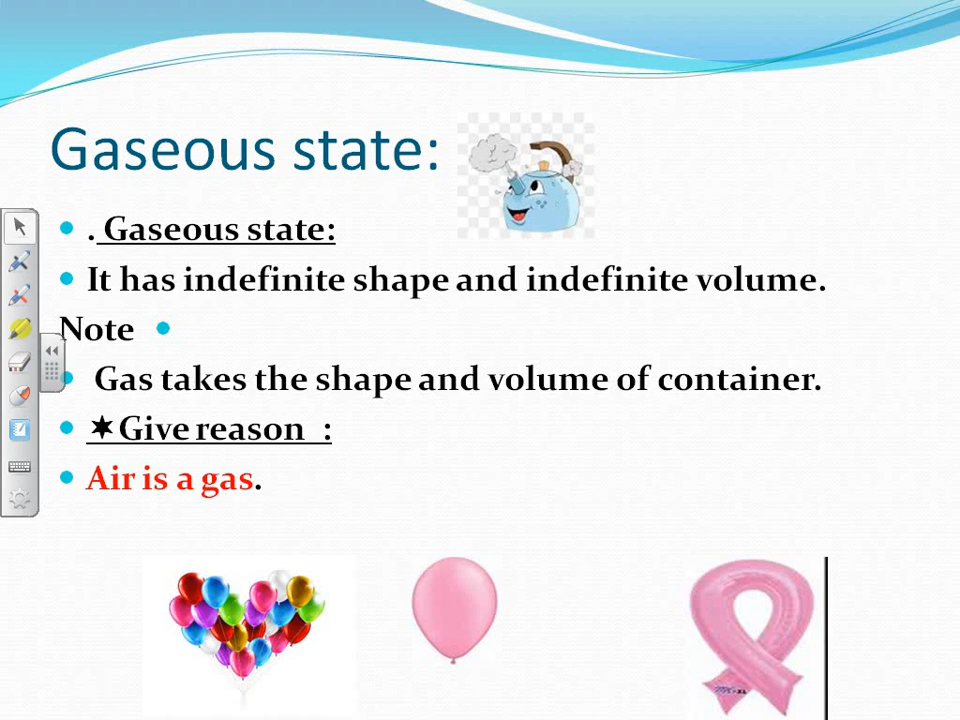 Gaseous state:
. Gaseous state:
It has indefinite shape and indefinite volume.
Note
Gas takes the shape and volume of container.
✶Give reason :
Air is a gas.